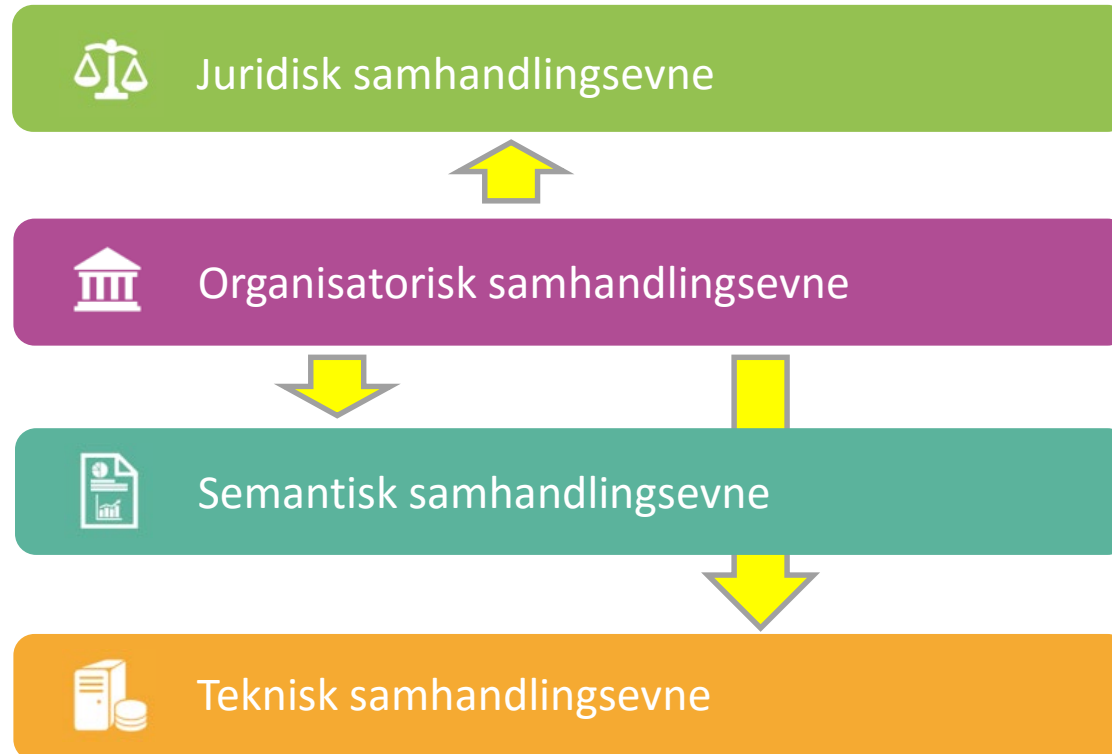 Juridisk samhandlingsevne
Organisatorisk samhandlingsevne
Semantisk samhandlingsevne
Teknisk samhandlingsevne